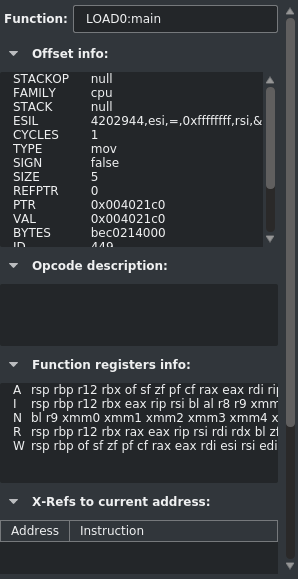 Function: LOAD0:main
Offset info:
STACKOP null
FAMILY cpu
STACK null
ESIL 4202944,esi,=,0xffffffff,rsi,&
CYCLES 1
TYPE mov
SIGN false
SIZE 5
REFPTR 0
PTR 0x004021c0
VAL 0x004021c0
BYTES bec0214000
ID 449
Opcode description:
Function registers info:
A rsp rbp r12 rbx of sf zf pf cf rax eax rdi rip
I rsp rbp r12 rbx eax rip rsi bl al r8 r9 xmm
N bl r9 xmm0 xmm1 xmm2 xmm3 xmm4 x
R rsp rbp r12 rbx rax eax rip rsi rdi rdx bl zf
W rsp rbp of sf zf pf cf rax eax rdi esi rsi edi
X-Refs to current address:
Address Instruction